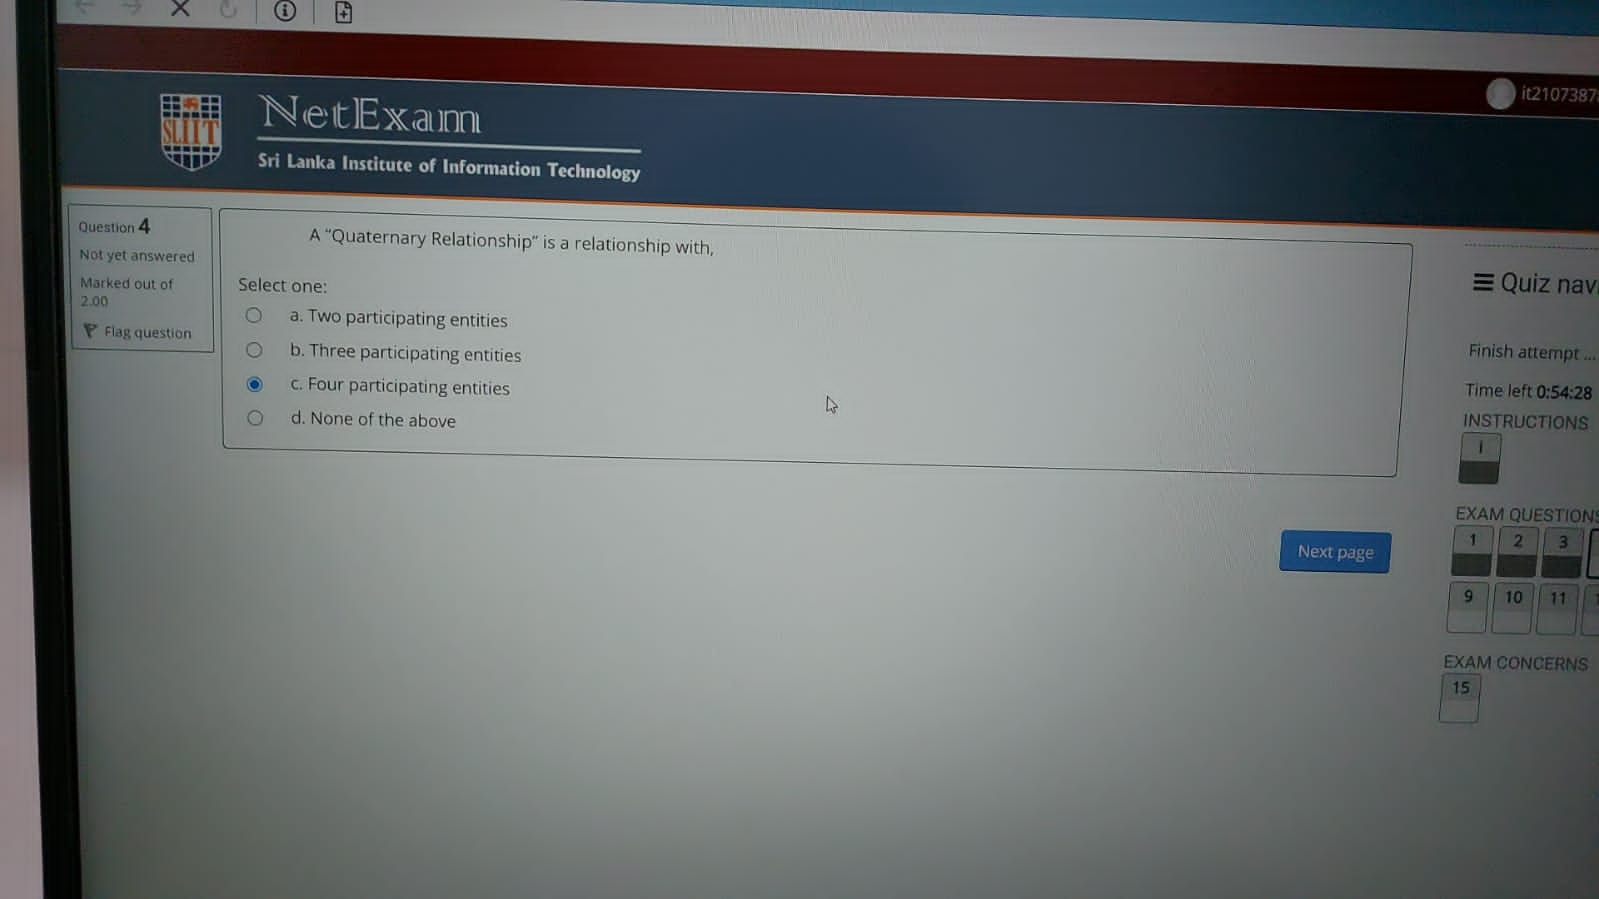 it2107387
SLIIT
NetExam
Sri Lanka Institute of Information Technology
Question 4
Not yet answered
Marked out of
2.00
Flag question
A “Quaternary Relationship” is a relationship with,
Select one:
a. Two participating entities
b. Three participating entities
c. Four participating entities
d. None of the above
Next page
Quiz nav
Finish attempt ...
Time left 0:54:28
INSTRUCTIONS
i
EXAM QUESTIONS
1 2 3
9 10 11
EXAM CONCERNS
15